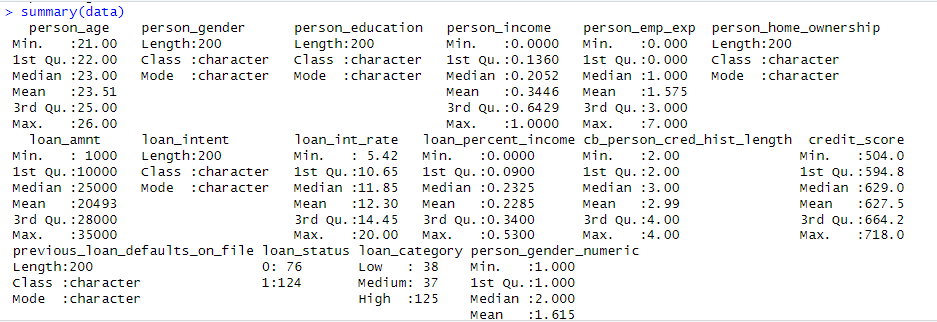 > summary(data)
person_age person_gender person_education person_income person_emp_exp person_home_ownership
Min. :21.00 Length:200 Length:200 Min. :0.0000 Min. :0.000 Length:200
1st Qu.:22.00 Class :character Class :character 1st Qu.:0.1360 1st Qu.:0.000 Class :character
Median :23.00 Mode :character Mode :character Median :0.2052 Median :1.000 Mode :character
Mean :23.51 Mean :0.3446 Mean :1.575
3rd Qu.:25.00 3rd Qu.:0.6429 3rd Qu.:3.000
Max. :26.00 Max. :1.0000 Max. :7.000
loan_amnt loan_intent loan_int_rate loan_percent_income cb_person_cred_hist_length credit_score
Min. : 1000 Length:200 Min. : 5.42 Min. :0.0000 Min. :2.00 Min. :504.0
1st Qu.:10000 Class :character 1st Qu.:10.65 1st Qu.:0.0900 1st Qu.:2.00 1st Qu.:594.8
Median :25000 Mode :character Median :11.85 Median :0.2325 Median :3.00 Median :629.0
Mean :20493 Mean :12.30 Mean :0.2285 Mean :2.99 Mean :627.5
3rd Qu.:28000 3rd Qu.:14.45 3rd Qu.:0.3400 3rd Qu.:4.00 3rd Qu.:664.2
Max. :35000 Max. :20.00 Max. :0.5300 Max. :4.00 Max. :718.0
previous_loan_defaults_on_file loan_status loan_category person_gender_numeric
Length:200 0: 76 Low : 38 Min. :1.000
Class :character 1:124 Medium: 37 1st Qu.:1.000
Mode :character High :125 Median :2.000
Mean :1.615